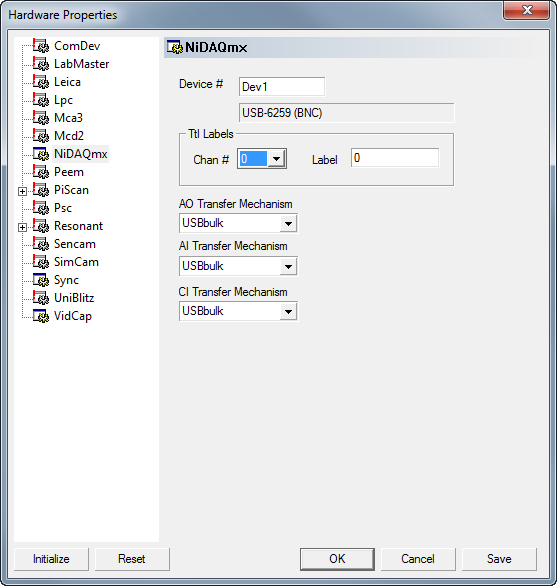 Hardware Properties
ComDev
LabMaster
Leica
Lpc
Mca3
Mcd2
NiDAQmx
Peem
PiScan
Psc
Resonant
Sencam
SimCam
Sync
UniBlitz
VidCap
NiDAQmx
Device # Dev1
USB-6259 (BNC)
Ttl Labels
Chan # 0 Label 0
AO Transfer Mechanism
USBbulk
AI Transfer Mechanism
USBbulk
CI Transfer Mechanism
USBbulk
Initialize Reset OK Cancel Save